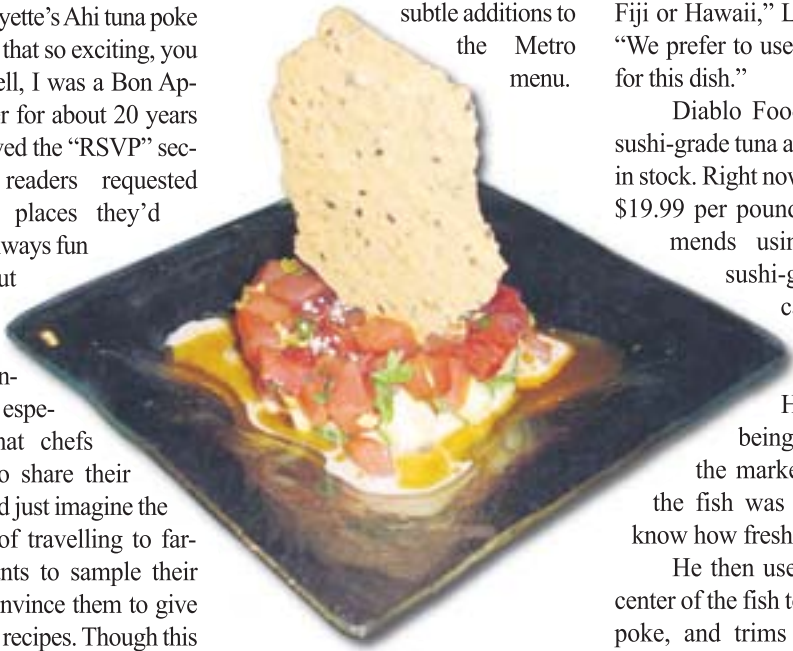 yette’s Ahi tuna poke
that so exciting, you
ell, I was a Bon Ap-
r for about 20 years
ved the “RSVP” sec-
readers requested
places they’d
lways fun
ut
n-
espe-
hat chefs
o share their
d just imagine the
of travelling to far-
nts to sample their
nvince them to give
recipes. Though this
subtle additions to
the Metro
menu.
Fiji or Hawaii,” L
“We prefer to use
for this dish.”
Diablo Food
sushi-grade tuna a
in stock. Right now
$19.99 per pound
mends usin
sushi-g
ca
H
being
the marke
the fish was
know how fresh
He then use
center of the fish to
poke, and trims